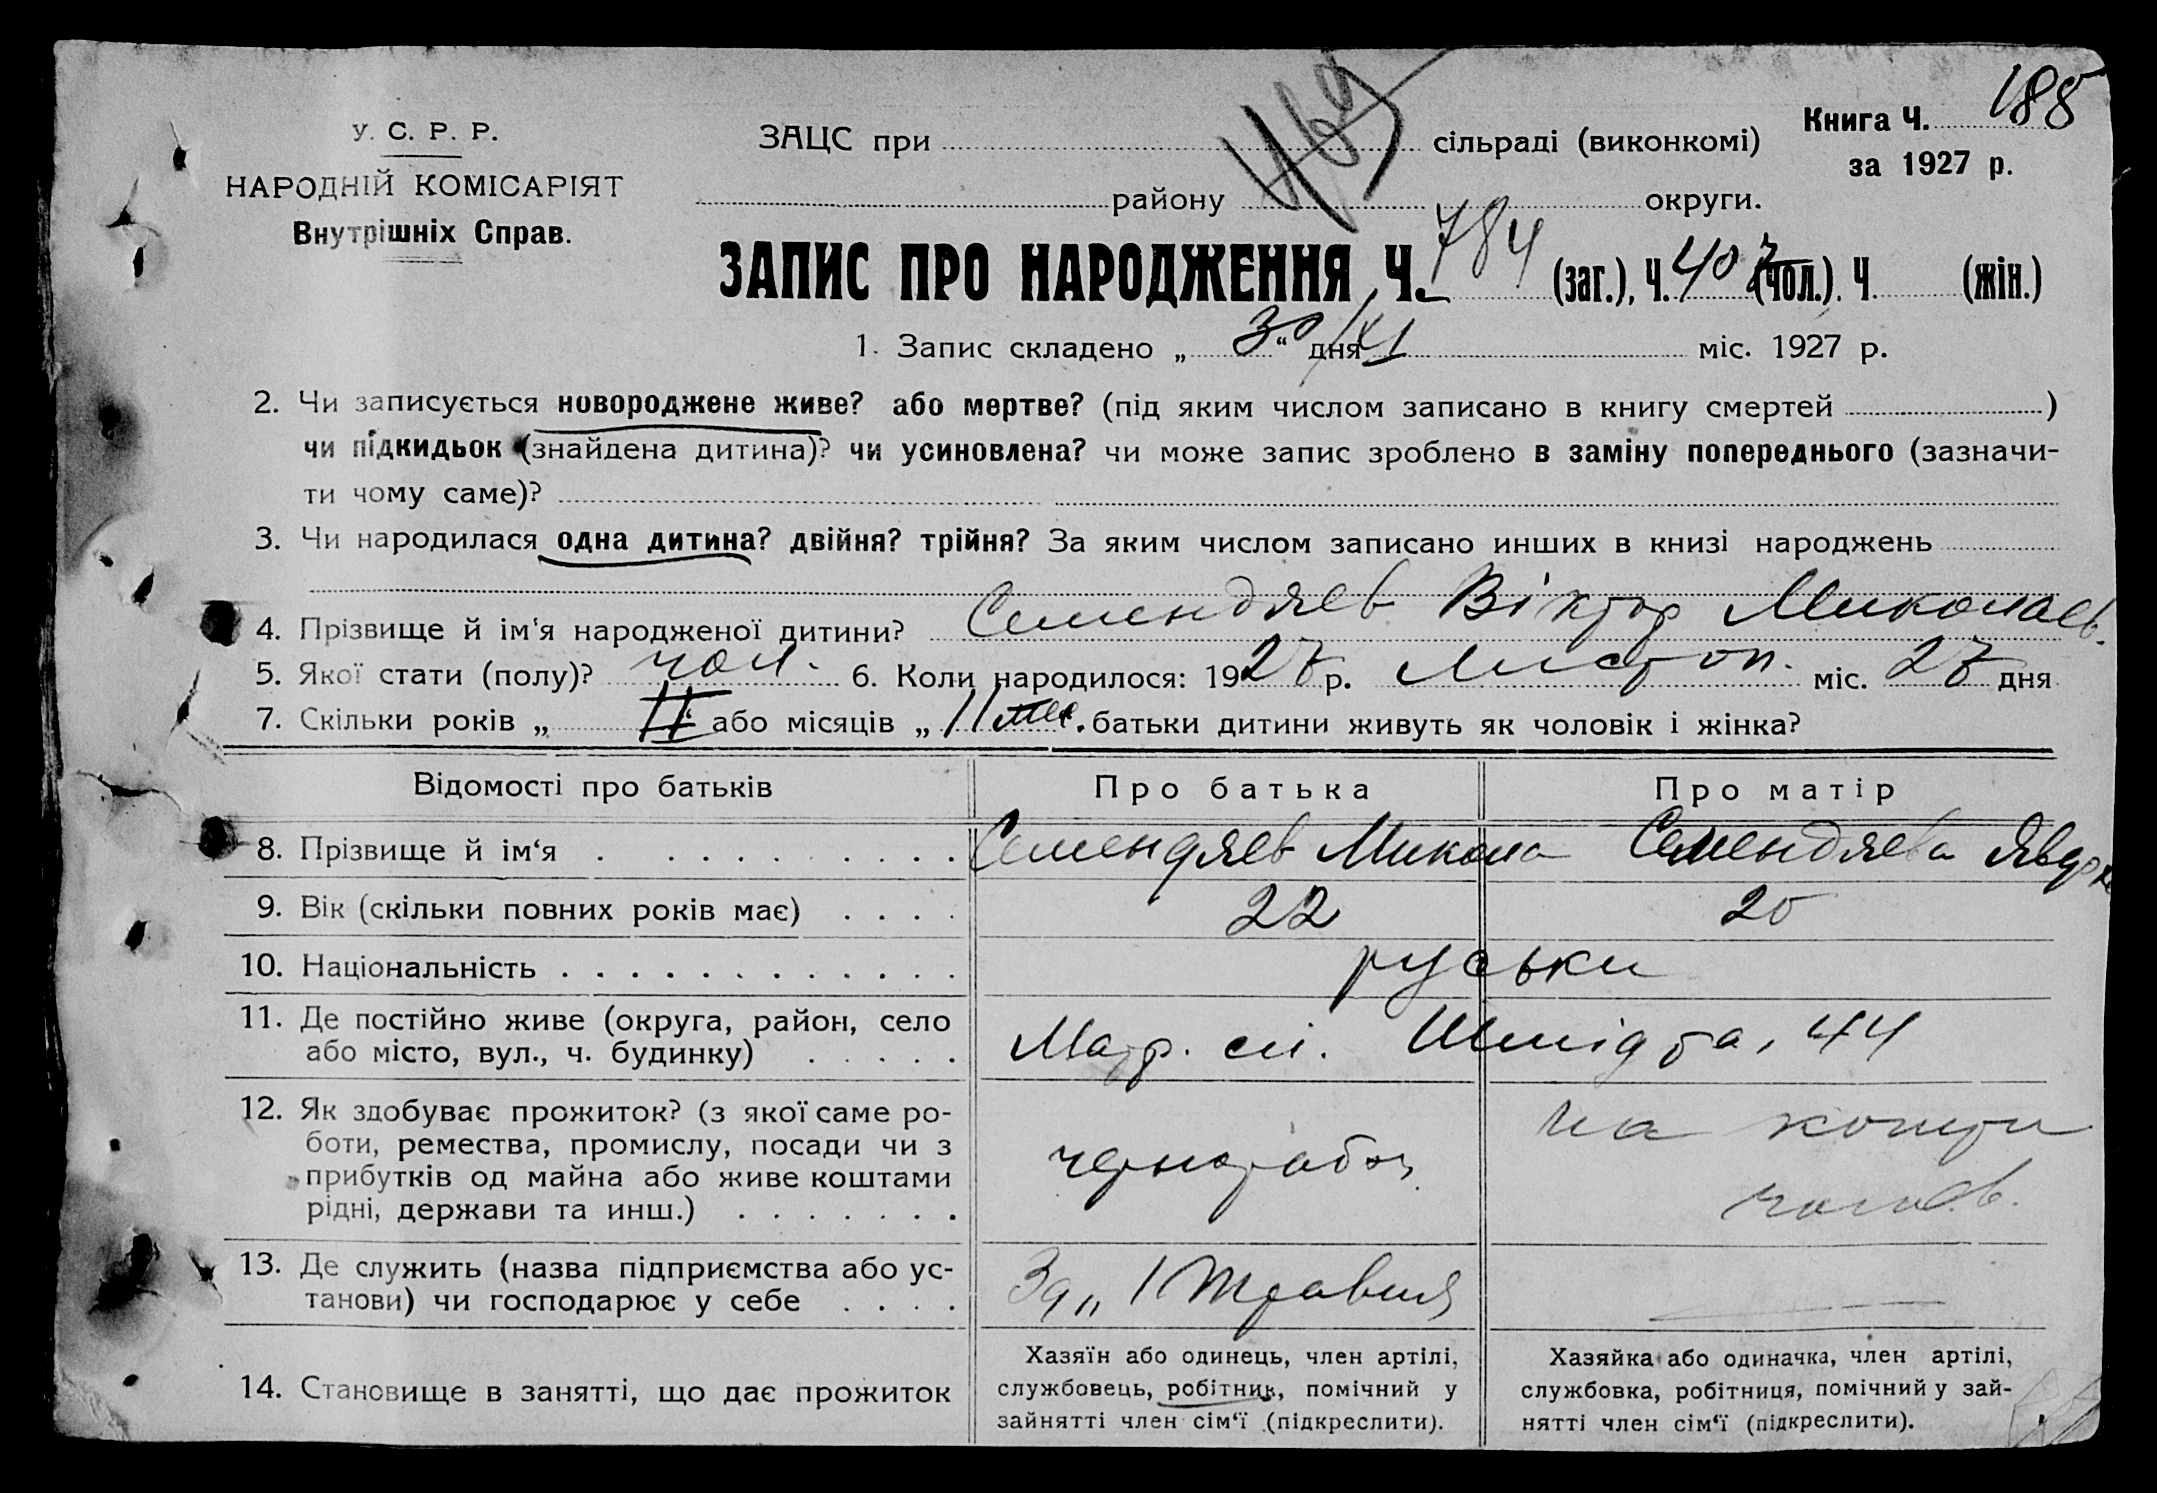 У. С. Р. Р.
НАРОДНІЙ КОМІСАРІЯТ
Внутрішніх Справ.
ЗАЦС при сільраді (виконкомі)
району округи.
Книга Ч. 188
за 1927 р.
ЗАПИС ПРО НАРОДЖЕННЯ Ч. 784 (заг.), Ч. 407 (чол.). Ч. (жін.)
1. Запис складено „ 30 “ дня XI міс. 1927 р.
2. Чи записується новороджене живе? або мертве? (під яким числом записано в книгу смертей )
чи підкидьок (знайдена дитина)? чи усиновлена? чи може запис зроблено в заміну попереднього (зазначи-
ти чому саме)?
3. Чи народилася одна дитина? двійня? трійня? За яким числом записано инших в книзі народжень
4. Прізвище й ім'я народженої дитини? Семендяев Віктор Миколаев.
5. Якої стати (полу)? чол. 6. Коли народилося: 1927 р. Листоп. міс. 27 дня
7. Скільки років „ II “ або місяців „ 11 міс. батьки дитини живуть як чоловік і жінка?
Відомості про батьків Про батька Про матір
8. Прізвище й ім‘я Семендяев Микола Семендяева Явдох
9. Вік (скільки повних років має) 22 20
10. Національність руськи
11. Де постійно живе (округа, район, село
або місто, вул., ч. будинку) Шмідта, 44
12. Як здобуває прожиток? (з якої саме ро-
боти, ремества, промислу, посади чи з
прибутків од майна або живе коштами
рідні, держави та инш.)
чернорабоч.
на кошти
чолов.
13. Де служить (назва підприємства або ус-
танови) чи господарює у себе
1 Травня
14. Становище в занятті, що дає прожиток
Хазяїн або одинець, член артілі,
службовець, робітник, помічний у
зайнятті член сім‘ї (підкреслити).
Хазяйка або одиначка, член артілі,
службовка, робітниця, помічний у зай-
нятті член сім‘ї (підкреслити).